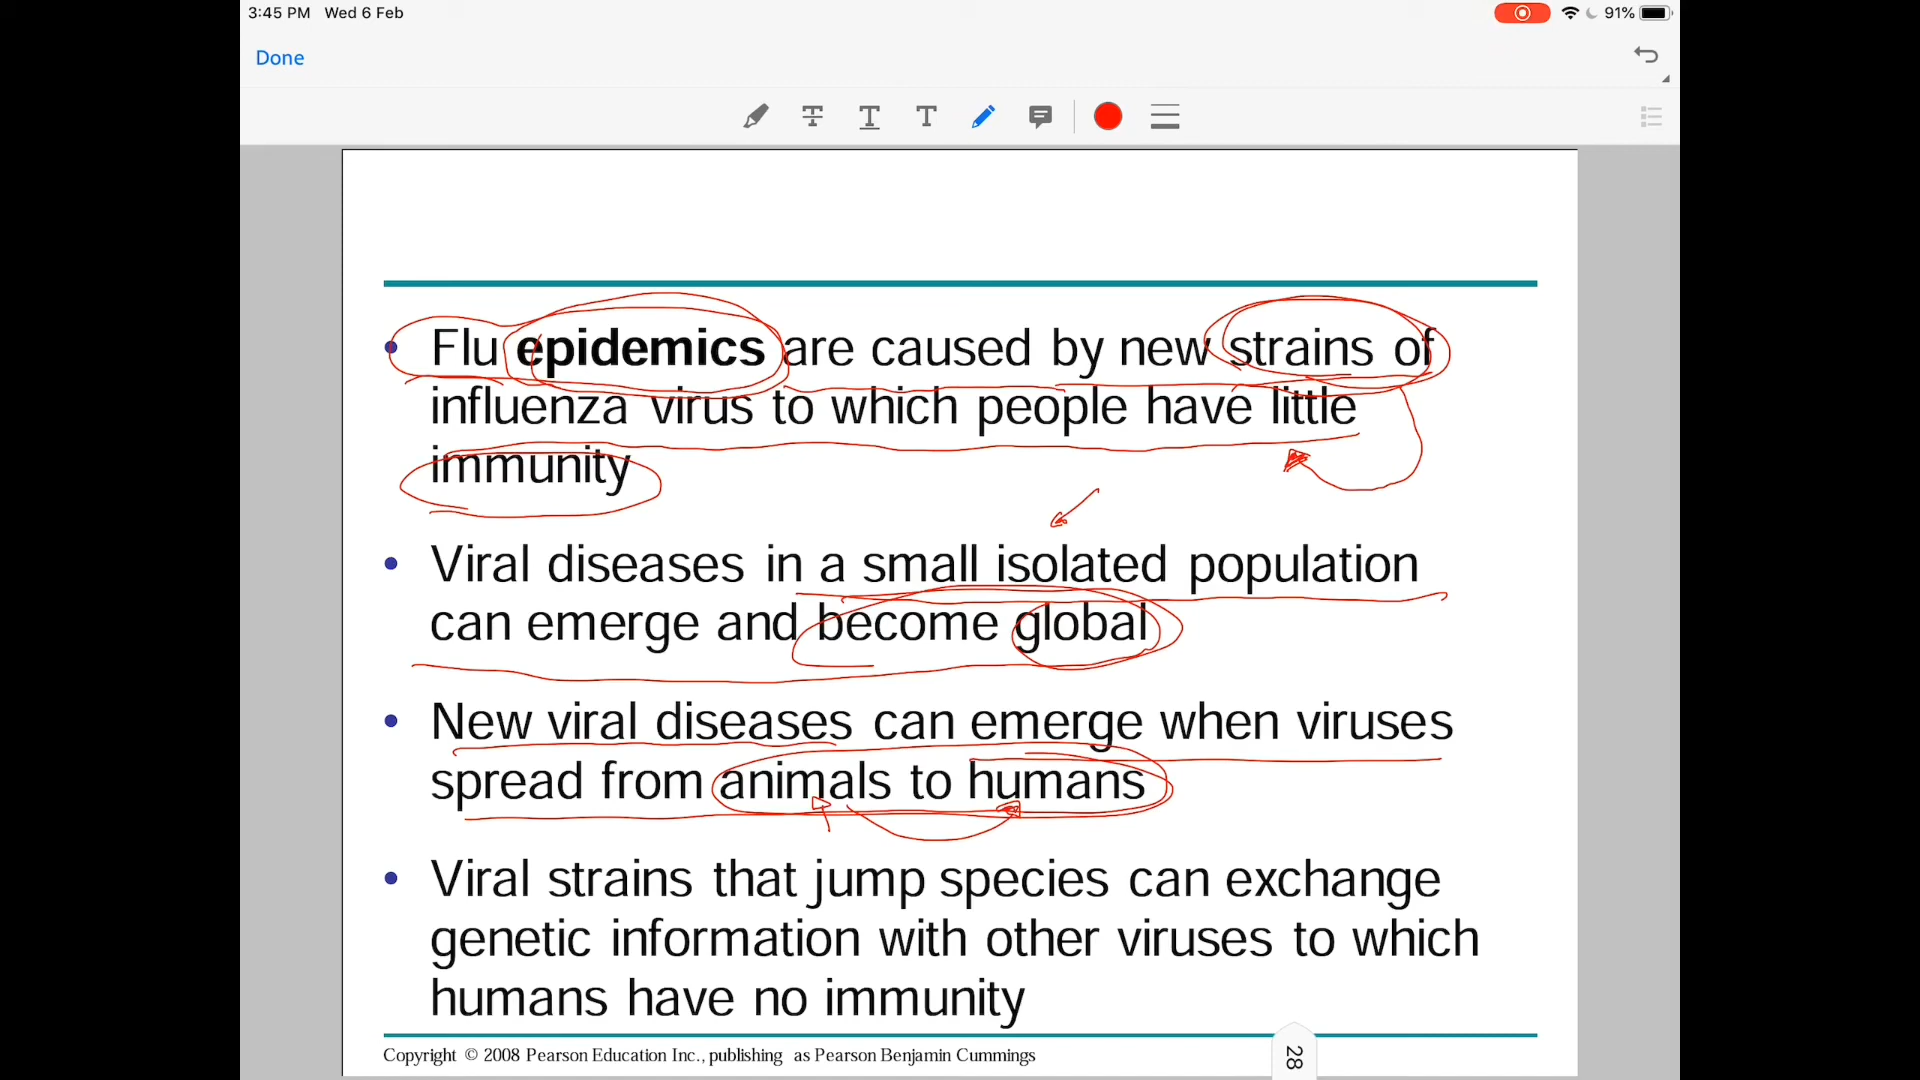 3:45 PM Wed 6 Feb
91%
Done
• Flu epidemics are caused by new strains of
influenza virus to which people have little
immunity
• Viral diseases in a small isolated population
can emerge and become global
• New viral diseases can emerge when viruses
spread from animals to humans
• Viral strains that jump species can exchange
genetic information with other viruses to which
humans have no immunity
Copyright © 2008 Pearson Education Inc., publishing as Pearson Benjamin Cummings
28